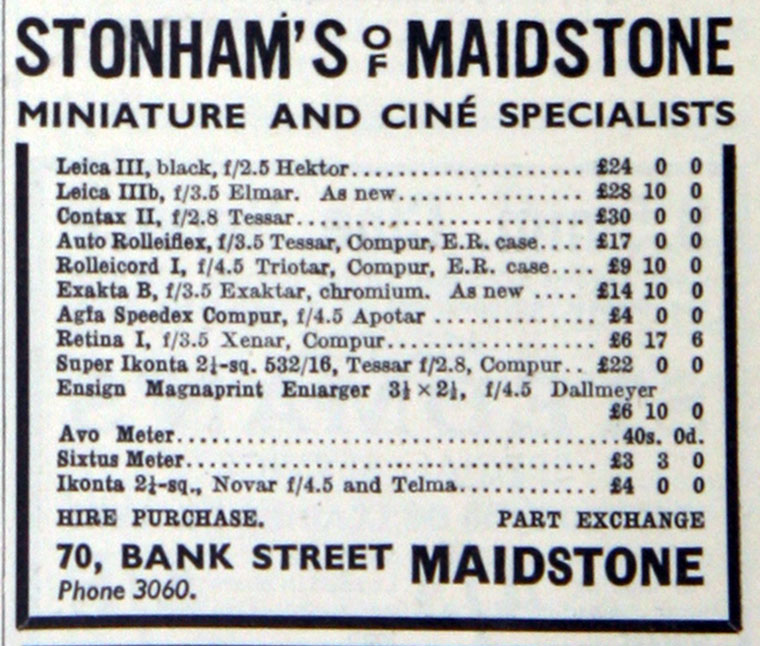 STONHAM'S OF MAIDSTONE
MINIATURE AND CINÉ SPECIALISTS
Leica III, black, f/2.5 Hektor..................... £24 0 0
Leica IIIb, f/3.5 Elmar. As new................. £28 10 0
Contax II, f/2.8 Tessar.......................... £30 0 0
Auto Rolleiflex, f/3.5 Tessar, Compur, E.R. case.... £17 0 0
Rolleicord I, f/4.5 Triotar, Compur, E.R. case.... £9 10 0
Exakta B, f/3.5 Exaktar, chromium. As new .... £14 10 0
Agfa Speedex Compur, f/4.5 Apotar ............... £4 0 0
Retina I, f/3.5 Xenar, Compur.................... £6 17 6
Super Ikonta 2¼-sq. 532/16, Tessar f/2.8, Compur.. £22 0 0
Ensign Magnaprint Enlarger 3¼ × 2¼, f/4.5 Dallmeyer
£6 10 0
Avo Meter........................................40s. 0d.
Sixtus Meter...................................... £3 3 0
Ikonta 2¼-sq., Novar f/4.5 and Telma............ £4 0 0
HIRE PURCHASE. PART EXCHANGE
70, BANK STREET MAIDSTONE
Phone 3060.